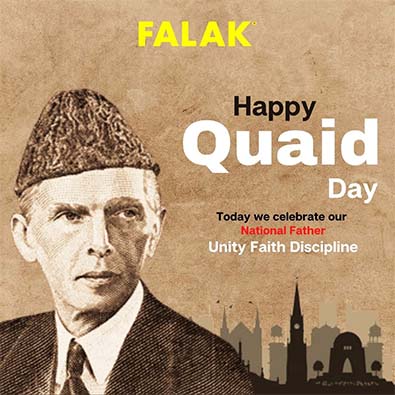 FALAK
Happy
Quaid
Day
Today we celebrate our
National Father
Unity Faith Discipline